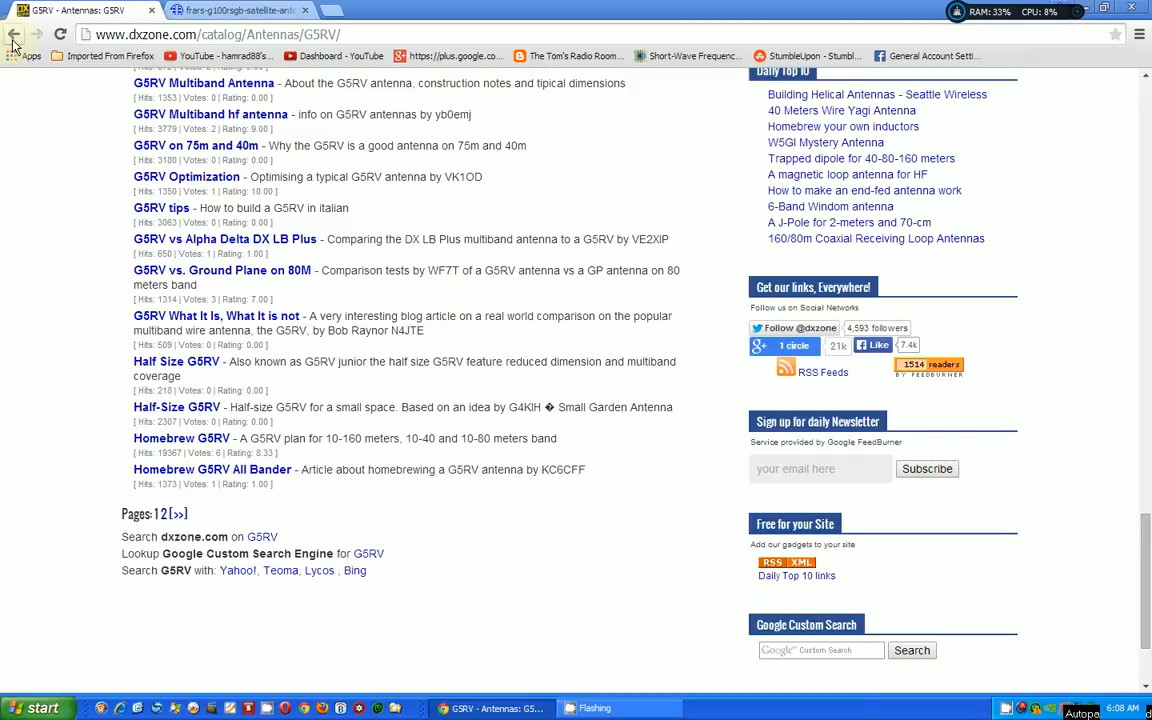 G5RV - Antennas: G5RV
frars-g100rsgb-satellite-ant
RAM: 33% CPU: 8%
www.dxzone.com/catalog/Antennas/G5RV/
Apps
Imported From Firefox
YouTube - hamrad88's...
Dashboard - YouTube
https://plus.google.co...
The Tom's Radio Room...
Short-Wave Frequenc...
StumbleUpon - Stumbl...
General Account Setti...
G5RV Multiband Antenna - About the G5RV antenna, construction notes and tipical dimensions
[ Hits: 1353 | Votes: 0 | Rating: 0.00 ]
G5RV Multiband hf antenna - info on G5RV antennas by yb0emj
[ Hits: 3779 | Votes: 2 | Rating: 9.00 ]
G5RV on 75m and 40m - Why the G5RV is a good antenna on 75m and 40m
[ Hits: 3180 | Votes: 0 | Rating: 0.00 ]
G5RV Optimization - Optimising a typical G5RV antenna by VK1OD
[ Hits: 1350 | Votes: 1 | Rating: 10.00 ]
G5RV tips - How to build a G5RV in italian
[ Hits: 3063 | Votes: 0 | Rating: 0.00 ]
G5RV vs Alpha Delta DX LB Plus - Comparing the DX LB Plus multiband antenna to a G5RV by VE2XIP
[ Hits: 650 | Votes: 1 | Rating: 1.00 ]
G5RV vs. Ground Plane on 80M - Comparison tests by WF7T of a G5RV antenna vs a GP antenna on 80
meters band
[ Hits: 1314 | Votes: 3 | Rating: 7.00 ]
G5RV What It Is, What It is not - A very interesting blog article on a real world comparison on the popular
multiband wire antenna, the G5RV, by Bob Raynor N4JTE
[ Hits: 509 | Votes: 0 | Rating: 0.00 ]
Half Size G5RV - Also known as G5RV junior the half size G5RV feature reduced dimension and multiband
coverage
[ Hits: 218 | Votes: 0 | Rating: 0.00 ]
Half-Size G5RV - Half-size G5RV for a small space. Based on an idea by G4KIH � Small Garden Antenna
[ Hits: 2307 | Votes: 0 | Rating: 0.00 ]
Homebrew G5RV - A G5RV plan for 10-160 meters, 10-40 and 10-80 meters band
[ Hits: 19367 | Votes: 6 | Rating: 8.33 ]
Homebrew G5RV All Bander - Article about homebrewing a G5RV antenna by KC6CFF
[ Hits: 1373 | Votes: 1 | Rating: 1.00 ]
Pages: 1 2 [>>]
Search dxzone.com on G5RV
Lookup Google Custom Search Engine for G5RV
Search G5RV with: Yahoo!, Teoma, Lycos , Bing
Daily Top 10
Building Helical Antennas - Seattle Wireless
40 Meters Wire Yagi Antenna
Homebrew your own inductors
W5GI Mystery Antenna
Trapped dipole for 40-80-160 meters
A magnetic loop antenna for HF
How to make an end-fed antenna work
6-Band Windom antenna
A J-Pole for 2-meters and 70-cm
160/80m Coaxial Receiving Loop Antennas
Get our links, Everywhere!
Follow us on Social Networks
Follow @dxzone 4,593 followers
1 circle 21k Like 7.4k
RSS Feeds 1514 readers
BY FEEDBURNER
Sign up for daily Newsletter
Service provided by Google FeedBurner
your email here Subscribe
Free for your Site
Add our gadgets to your site
RSS XML
Daily Top 10 links
Google Custom Search
Google™ Custom Search Search
start
G5RV - Antennas: G5...
Flashing
6:08 AM
Autopa